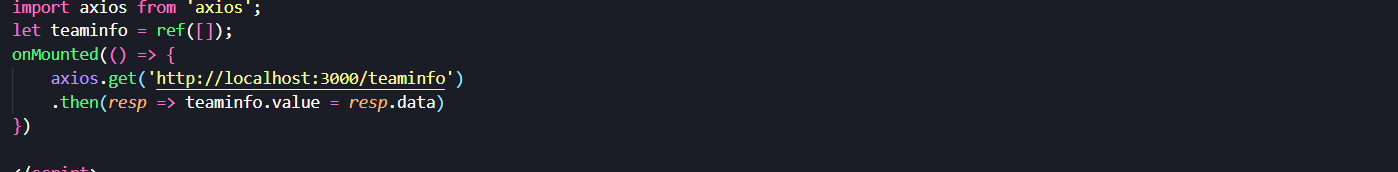 import axios from 'axios';
let teaminfo = ref([]);
onMounted(() => {
    axios.get('http://localhost:3000/teaminfo')
    .then(resp => teaminfo.value = resp.data)
})
</script>